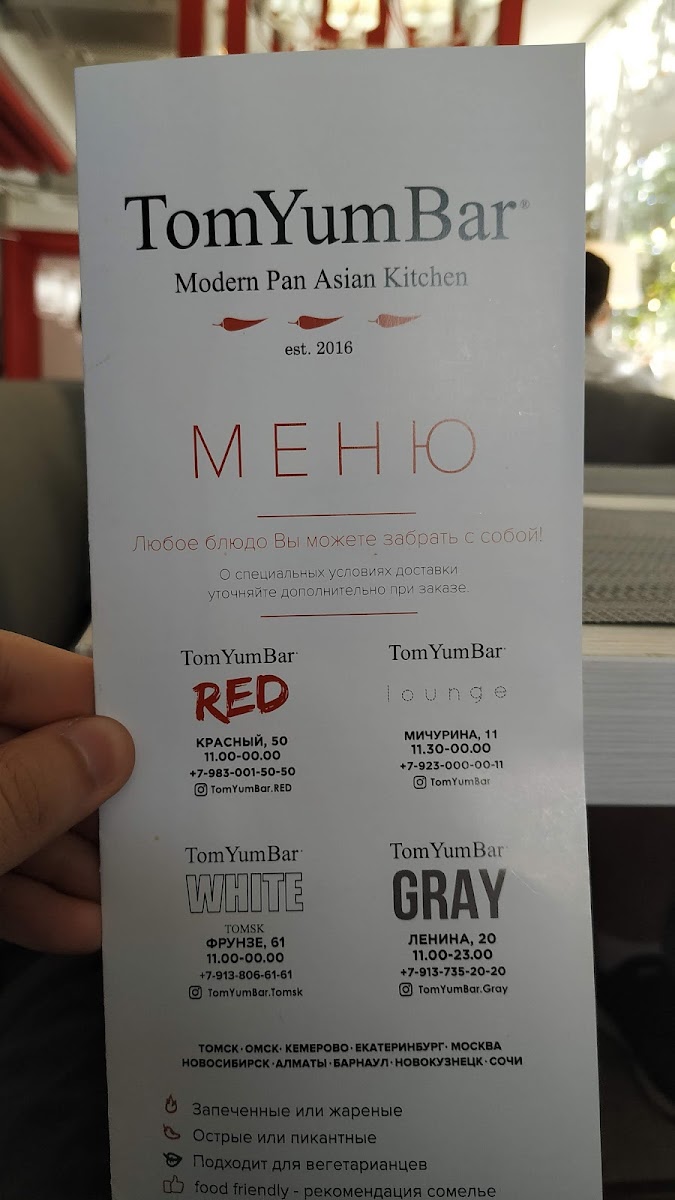 TomYumBar®
Modern Pan Asian Kitchen
est. 2016
МЕНЮ
Любое блюдо Вы можете забрать с собой!
О специальных условиях доставки
уточняйте дополнительно при заказе.
TomYumBar
RED
КРАСНЫЙ, 50
11.00-00.00
+7-983-001-50-50
TomYumBar.RED
TomYumBar
lounge
МИЧУРИНА, 11
11.30-00.00
+7-923-000-00-11
TomYumBar
TomYumBar
WHITE
TOMSK
ФРУНЗЕ, 61
11.00-00.00
+7-913-806-61-61
TomYumBar.Tomsk
TomYumBar
GRAY
ЛЕНИНА, 20
11.00-23.00
+7-913-735-20-20
TomYumBar.Gray
ТОМСК·ОМСК·КЕМЕРОВО·ЕКАТЕРИНБУРГ·МОСКВА
НОВОСИБИРСК·АЛМАТЫ·БАРНАУЛ·НОВОКУЗНЕЦК·СОЧИ
Запеченные или жареные
Острые или пикантные
Подходит для вегетарианцев
food friendly - рекомендация сомелье